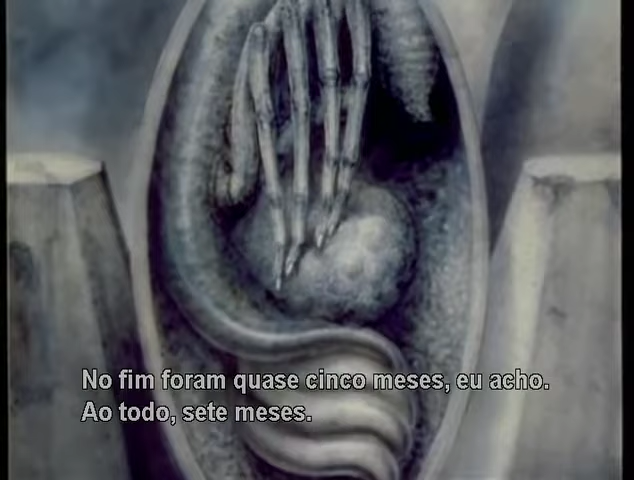 No fim foram quase cinco meses, eu acho.
Ao todo, sete meses.